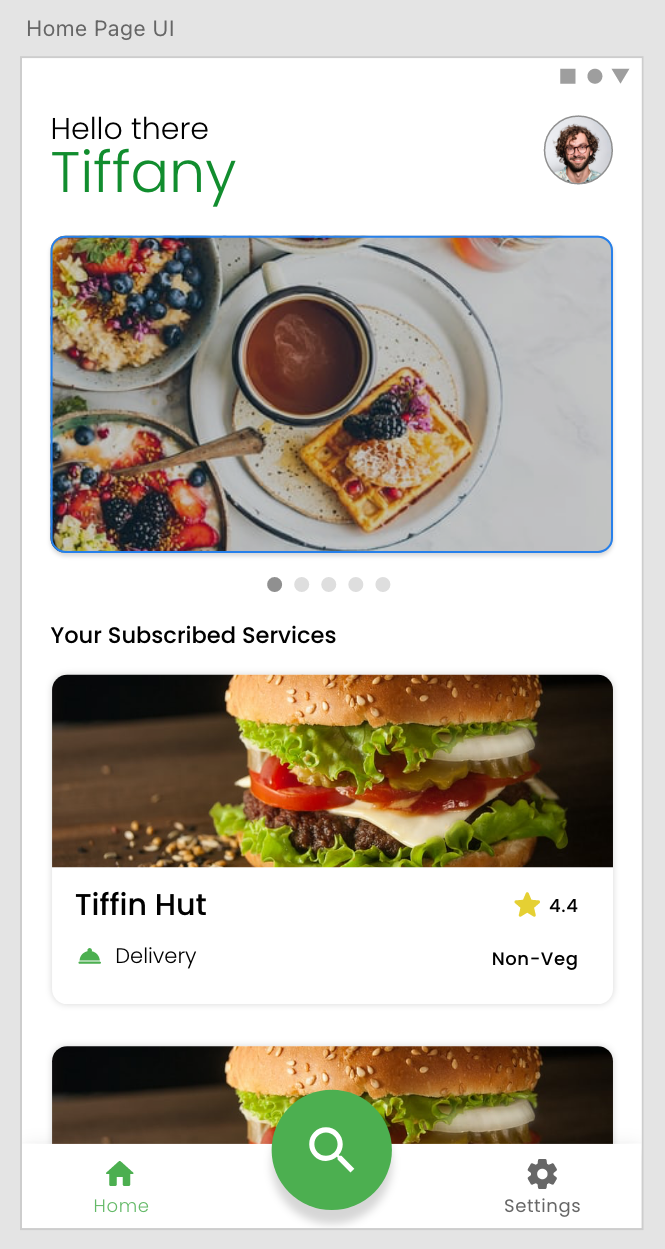 Home Page UI
Hello there
Tiffany
Your Subscribed Services
Tiffin Hut
4.4
Delivery
Non-Veg
Home
Settings